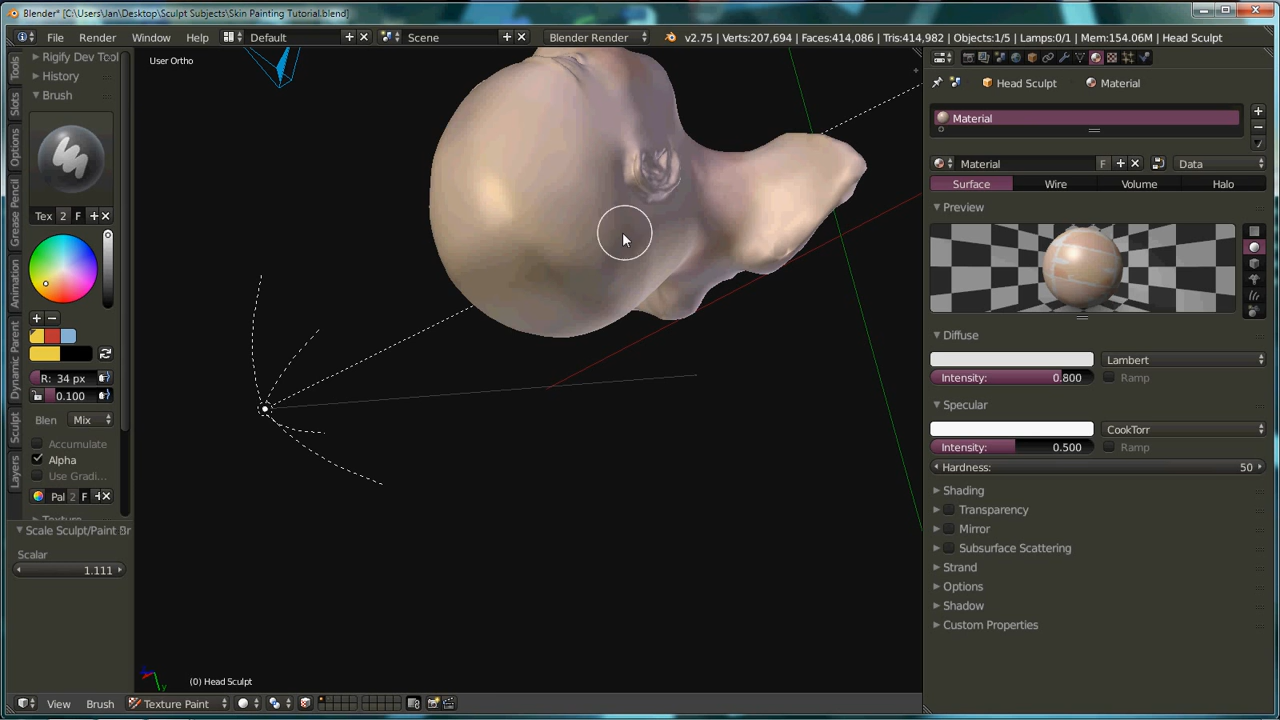 Blender* [C:\Users\Jan\Desktop\Sculpt Subjects\Skin Painting Tutorial.blend]
File Render Window Help Default Scene Blender Render v2.75 | Verts:207,694 | Faces:414,086 | Tris:414,982 | Objects:1/5 | Lamps:0/1 | Mem:154.06M | Head Sculpt
Tools
Slots
Options
Grease Pencil
Animation
Dynamic Parent
Sculpt
Layers
Rigify Dev Tool
History
Brush
Tex 2 F
R: 34 px
0.100
Blen Mix
Accumulate
Alpha
Use Gradi...
Pal 2 F
Texture
Scale Sculpt/Paint Br
Scalar
1.111
User Ortho
y
(0) Head Sculpt
View Brush Texture Paint
Head Sculpt Material
Material
Material F Data
Surface Wire Volume Halo
Preview
Diffuse
Lambert
Intensity: 0.800 Ramp
Specular
CookTorr
Intensity: 0.500 Ramp
Hardness: 50
Shading
Transparency
Mirror
Subsurface Scattering
Strand
Options
Shadow
Custom Properties